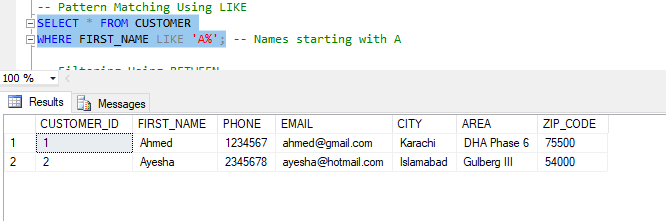 -- Pattern Matching Using LIKE
SELECT * FROM CUSTOMER
WHERE FIRST_NAME LIKE 'A%'; -- Names starting with A
-- Filtering Using BETWEEN
100 %
Results Messages
CUSTOMER_ID FIRST_NAME PHONE EMAIL CITY AREA ZIP_CODE
1 1 Ahmed 1234567 ahmed@gmail.com Karachi DHA Phase 6 75500
2 2 Ayesha 2345678 ayesha@hotmail.com Islamabad Gulberg III 54000